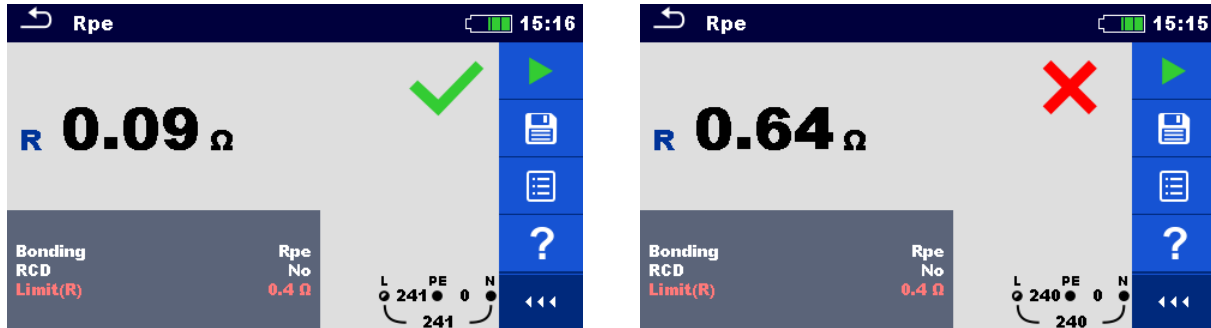 Rpe 15:16
R 0.09 Ω
Bonding Rpe
RCD No
Limit(R) 0.4 Ω
L PE N
241 0
241
?
Rpe 15:15
R 0.64 Ω
Bonding Rpe
RCD No
Limit(R) 0.4 Ω
L PE N
240 0
240
?